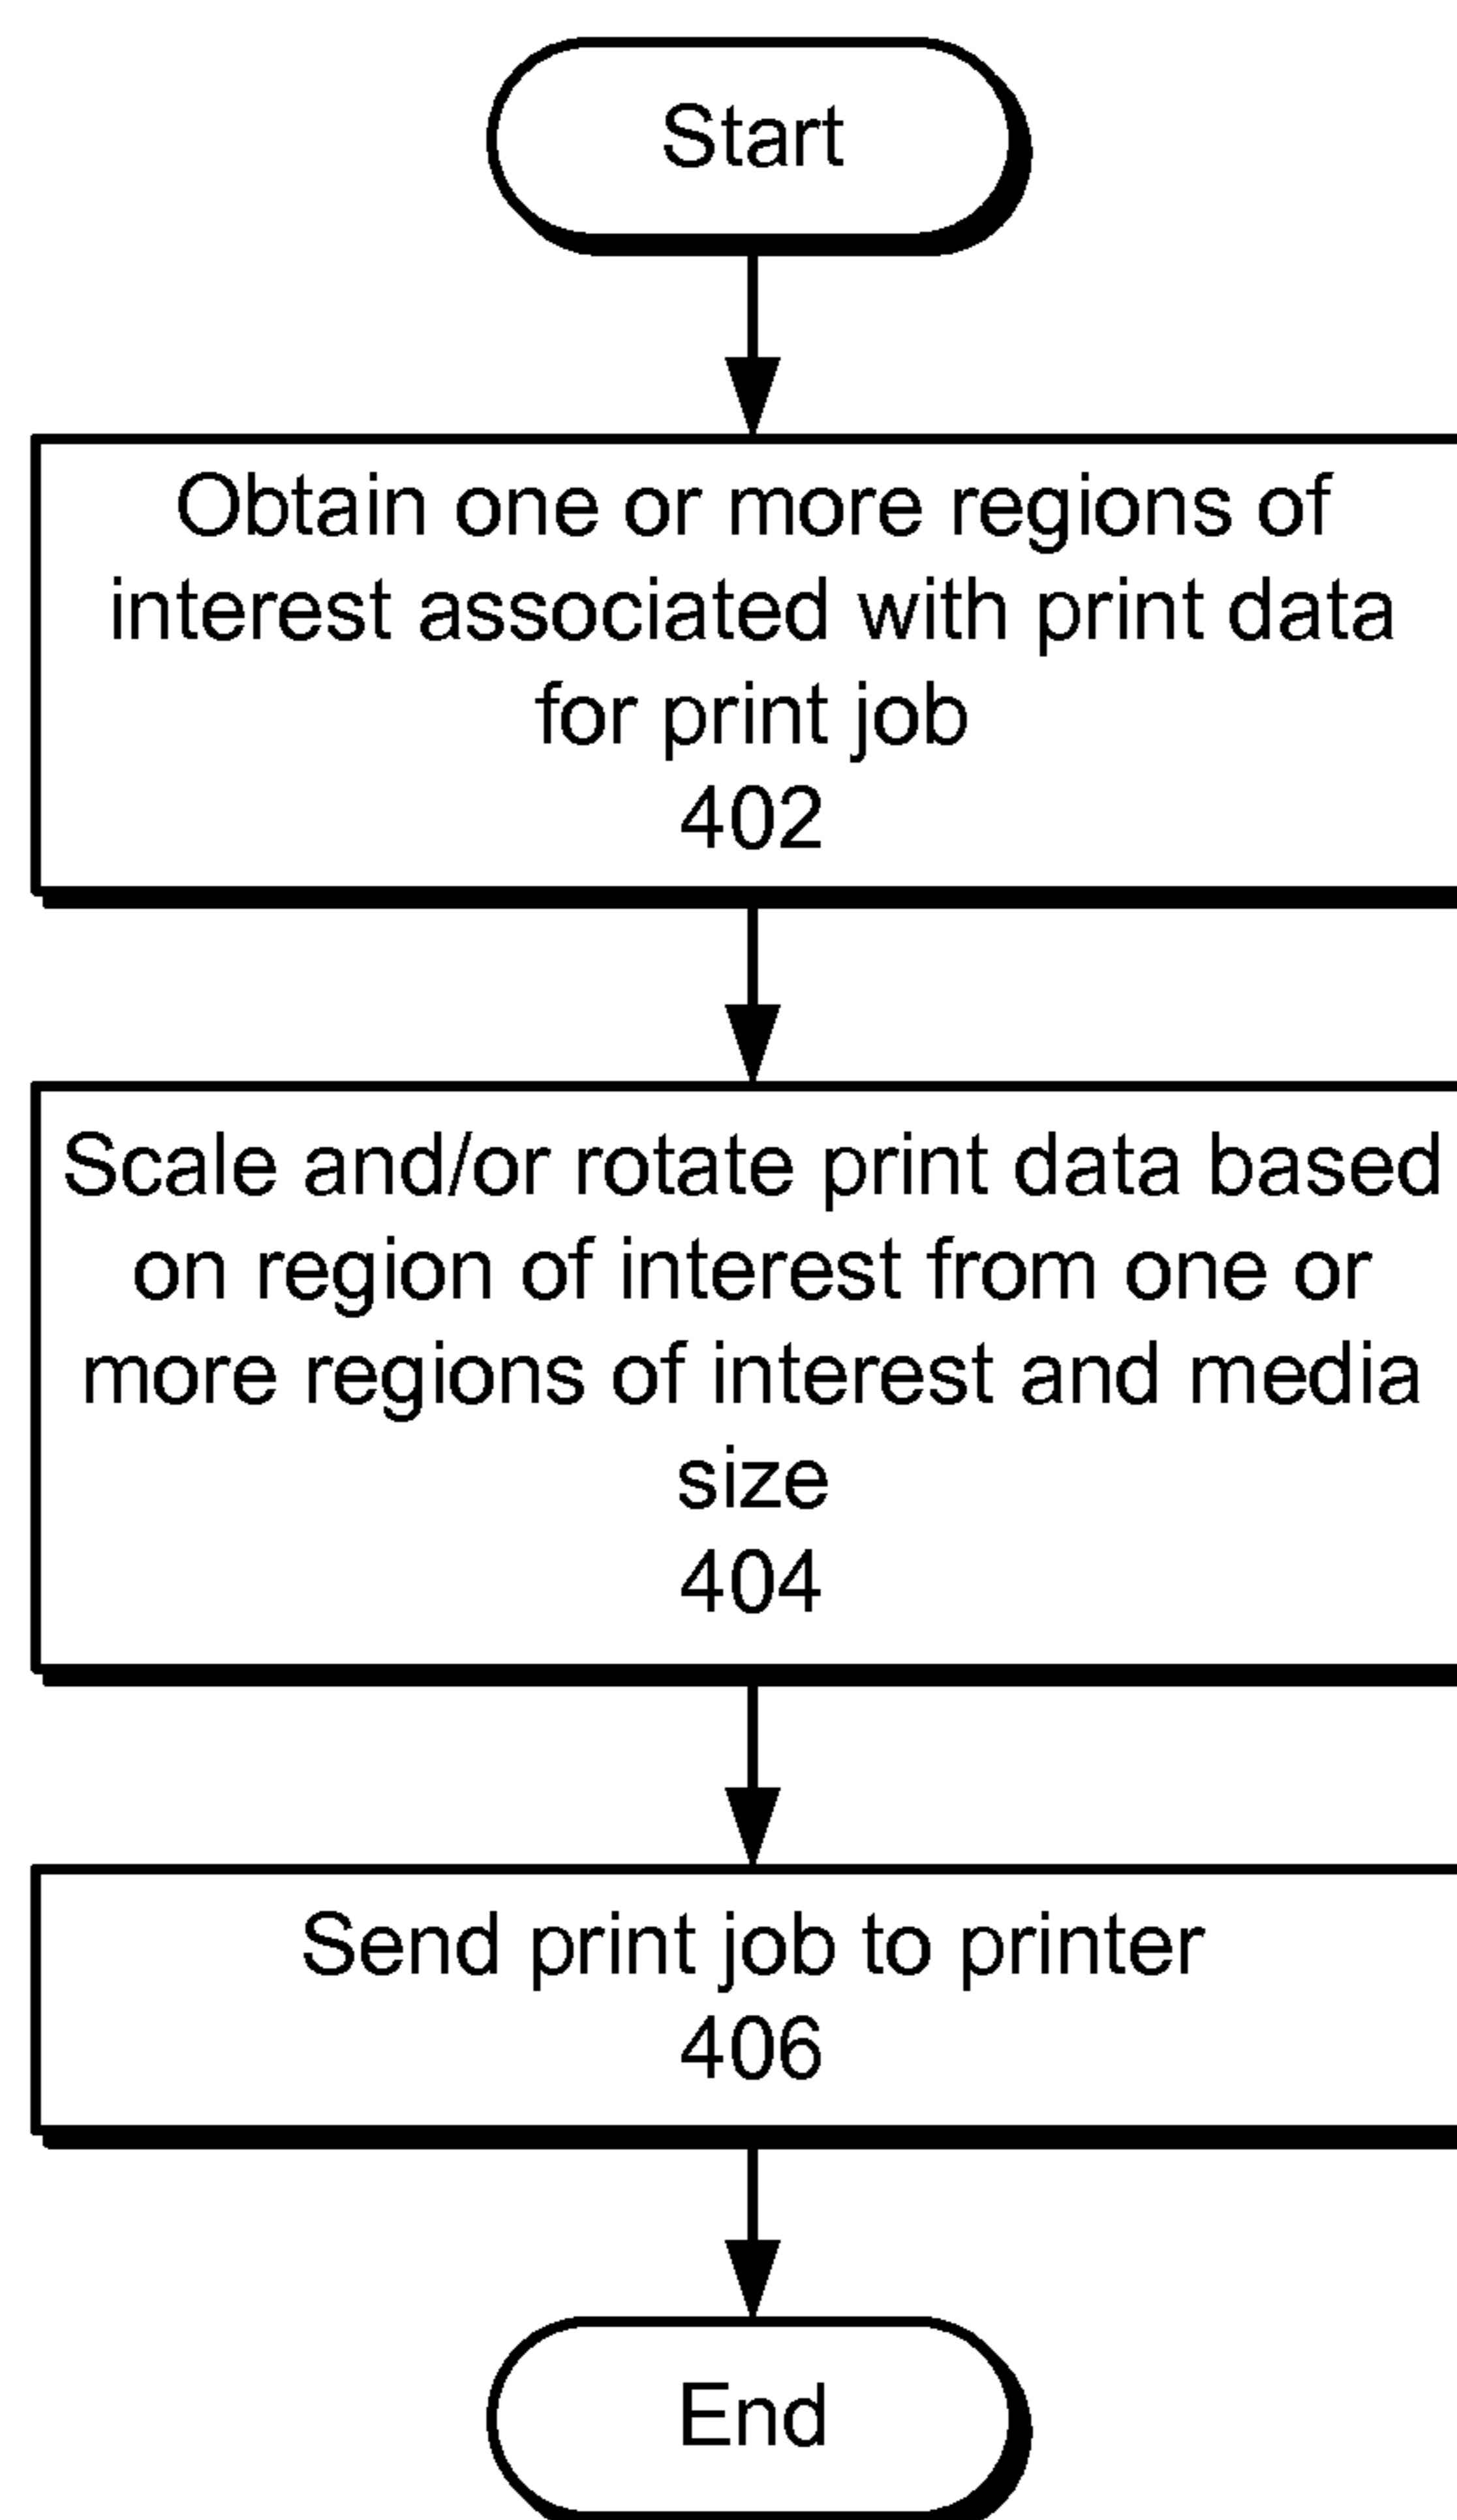 Start
Obtain one or more regions of
interest associated with print data
for print job
402
Scale and/or rotate print data based
on region of interest from one or
more regions of interest and media
size
404
Send print job to printer
406
End